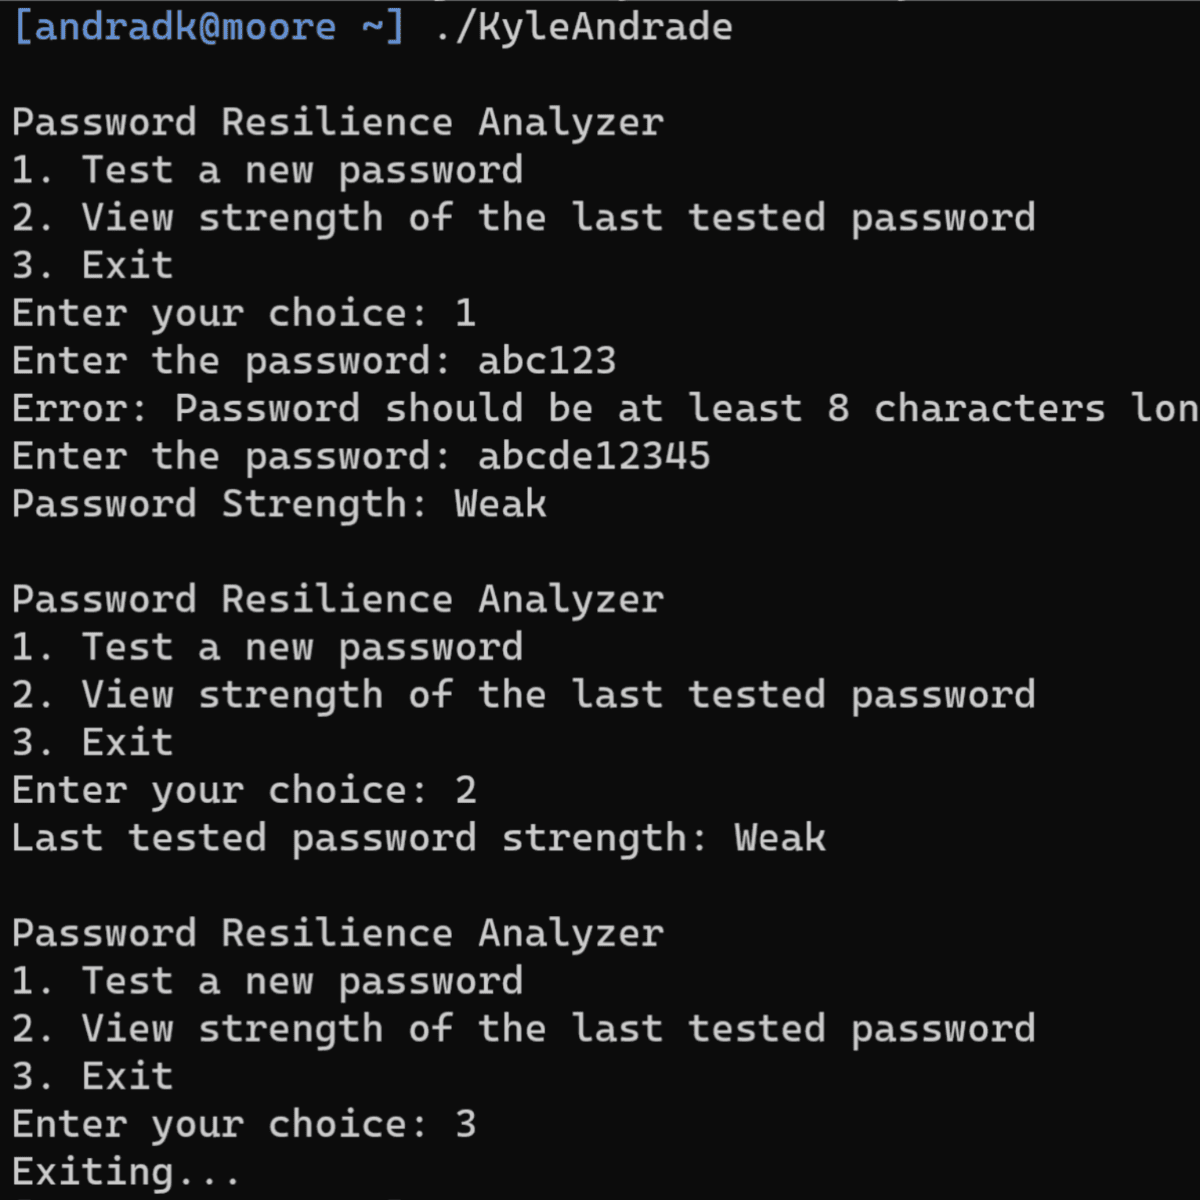 [andradk@moore ~] ./KyleAndrade
Password Resilience Analyzer
1. Test a new password
2. View strength of the last tested password
3. Exit
Enter your choice: 1
Enter the password: abc123
Error: Password should be at least 8 characters lon
Enter the password: abcde12345
Password Strength: Weak
Password Resilience Analyzer
1. Test a new password
2. View strength of the last tested password
3. Exit
Enter your choice: 2
Last tested password strength: Weak
Password Resilience Analyzer
1. Test a new password
2. View strength of the last tested password
3. Exit
Enter your choice: 3
Exiting...